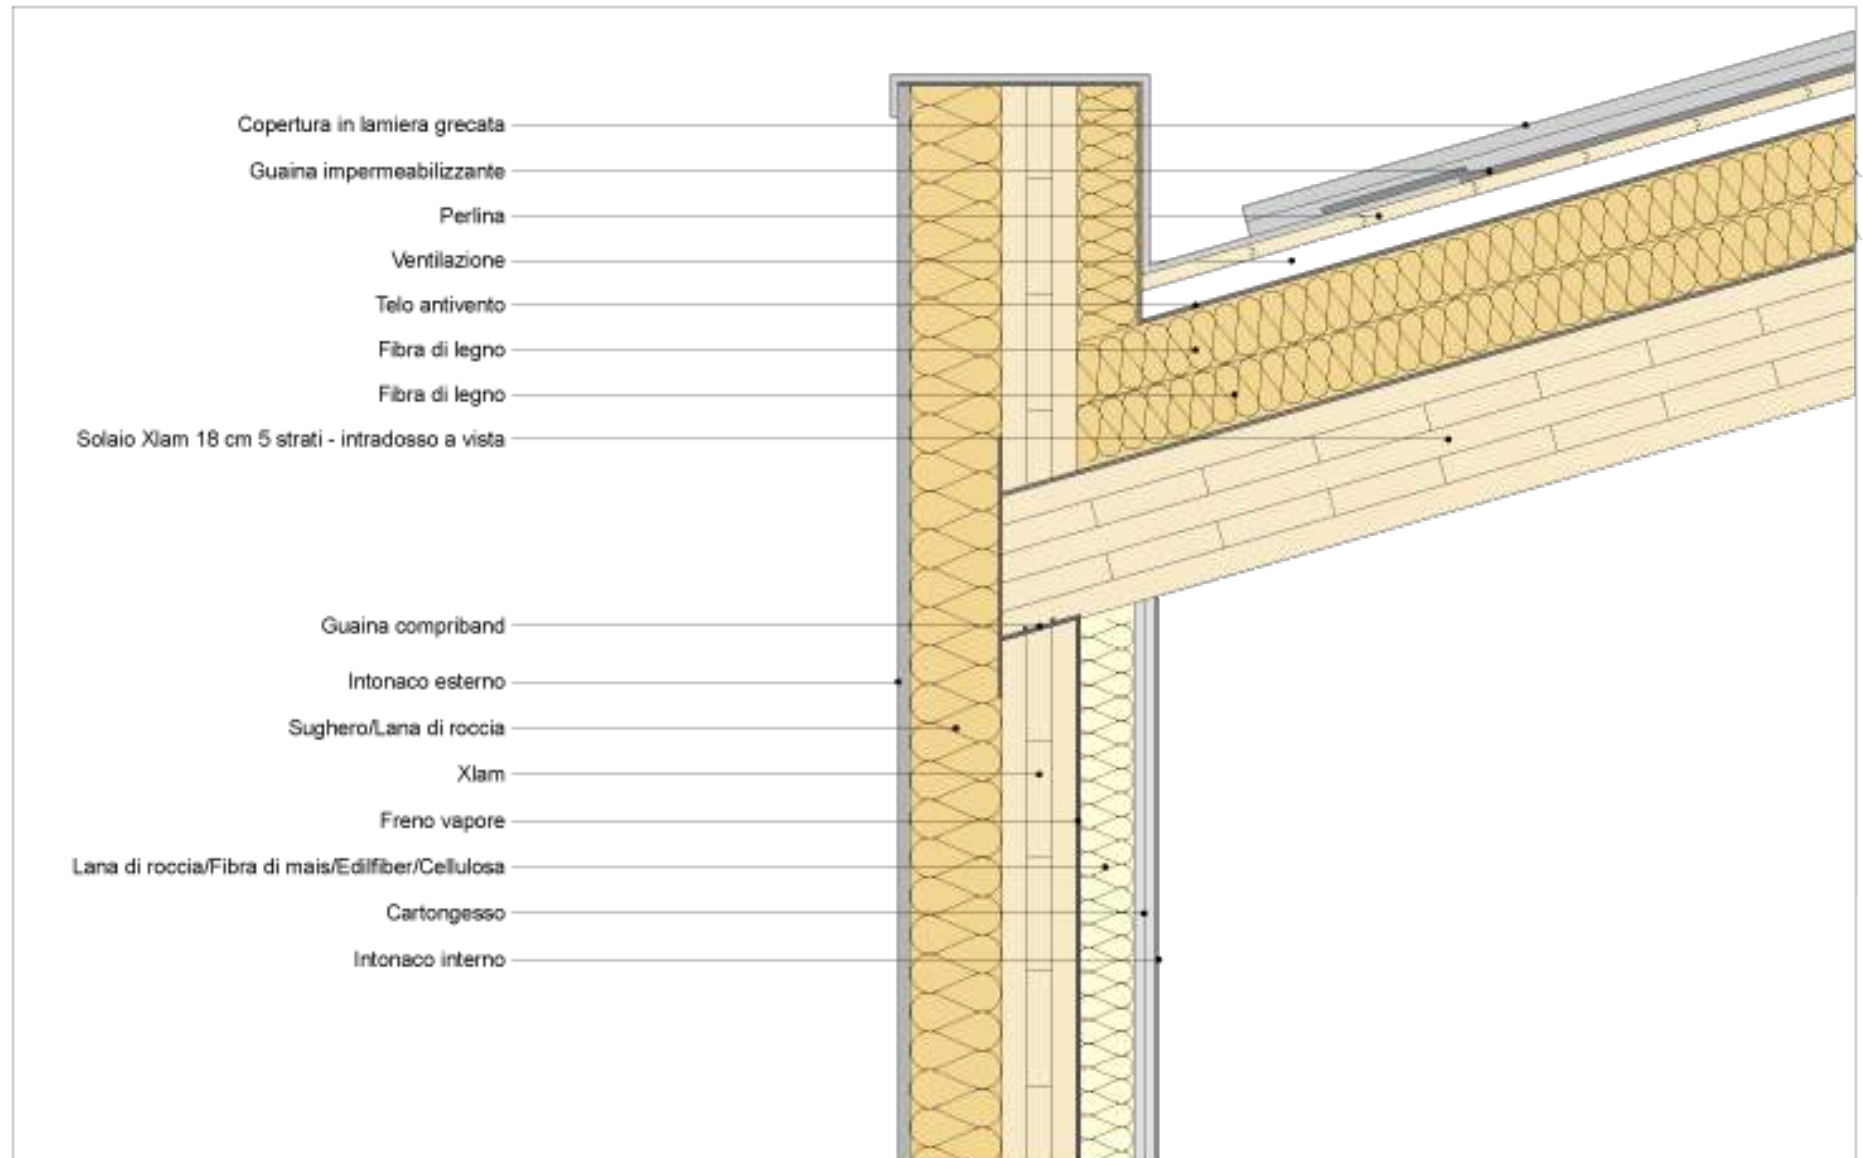 Copertura in lamiera grecata
Guaina impermeabilizzante
Perlina
Ventilazione
Telo antivento
Fibra di legno
Fibra di legno
Solaio Xlam 18 cm 5 strati - intradosso a vista
Guaina compriband
Intonaco esterno
Sughero/Lana di roccia
Xlam
Freno vapore
Lana di roccia/Fibra di mais/Edilfiber/Cellulosa
Cartongesso
Intonaco interno